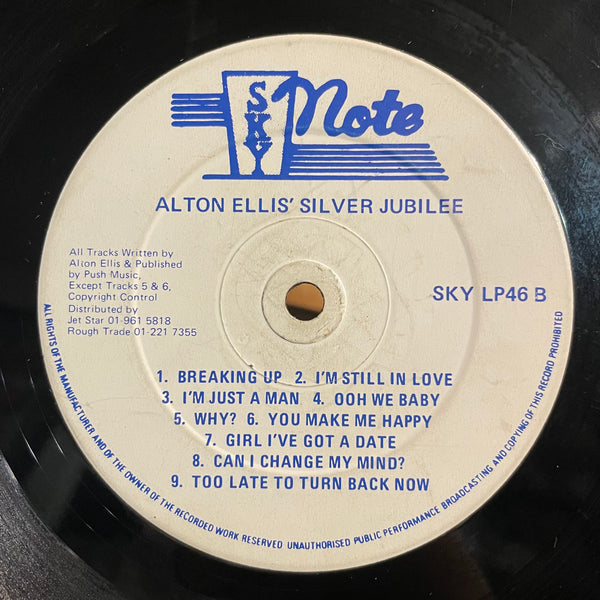 SKY Note
ALTON ELLIS' SILVER JUBILEE
All Tracks Written by
Alton Ellis & Published
by Push Music,
Except Tracks 5 & 6,
Copyright Control
Distributed by
Jet Star 01-961 5818
Rough Trade 01-221 7355
SKY LP46 B
1. BREAKING UP 2. I'M STILL IN LOVE
3. I'M JUST A MAN 4. OOH WE BABY
5. WHY? 6. YOU MAKE ME HAPPY
7. GIRL I'VE GOT A DATE
8. CAN I CHANGE MY MIND?
9. TOO LATE TO TURN BACK NOW
ALL RIGHTS OF THE MANUFACTURER AND OF THE OWNER OF THE RECORDED WORK RESERVED UNAUTHORISED PUBLIC PERFORMANCE BROADCASTING AND COPYING OF THIS RECORD PROHIBITED